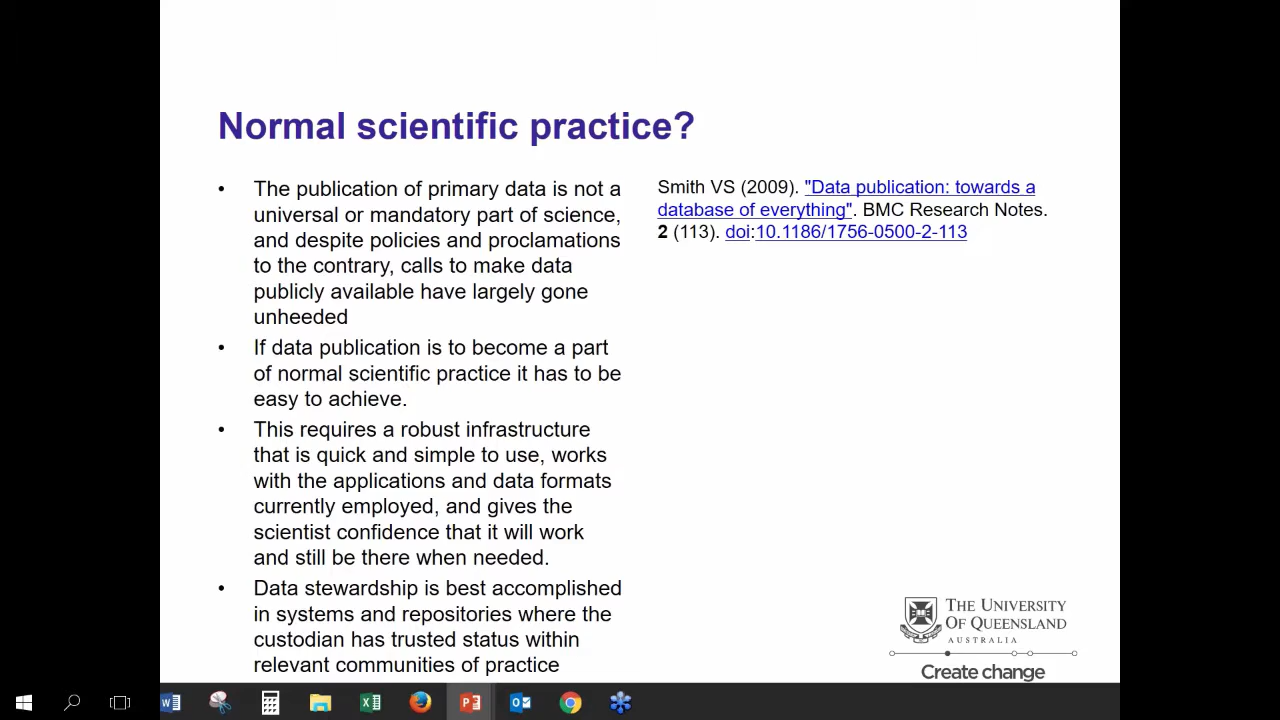 Normal scientific practice?
• The publication of primary data is not a
universal or mandatory part of science,
and despite policies and proclamations
to the contrary, calls to make data
publicly available have largely gone
unheeded
• If data publication is to become a part
of normal scientific practice it has to be
easy to achieve.
• This requires a robust infrastructure
that is quick and simple to use, works
with the applications and data formats
currently employed, and gives the
scientist confidence that it will work
and still be there when needed.
• Data stewardship is best accomplished
in systems and repositories where the
custodian has trusted status within
relevant communities of practice
Smith VS (2009). "Data publication: towards a
database of everything". BMC Research Notes.
2 (113). doi:10.1186/1756-0500-2-113
THE UNIVERSITY
OF QUEENSLAND
AUSTRALIA
Create change